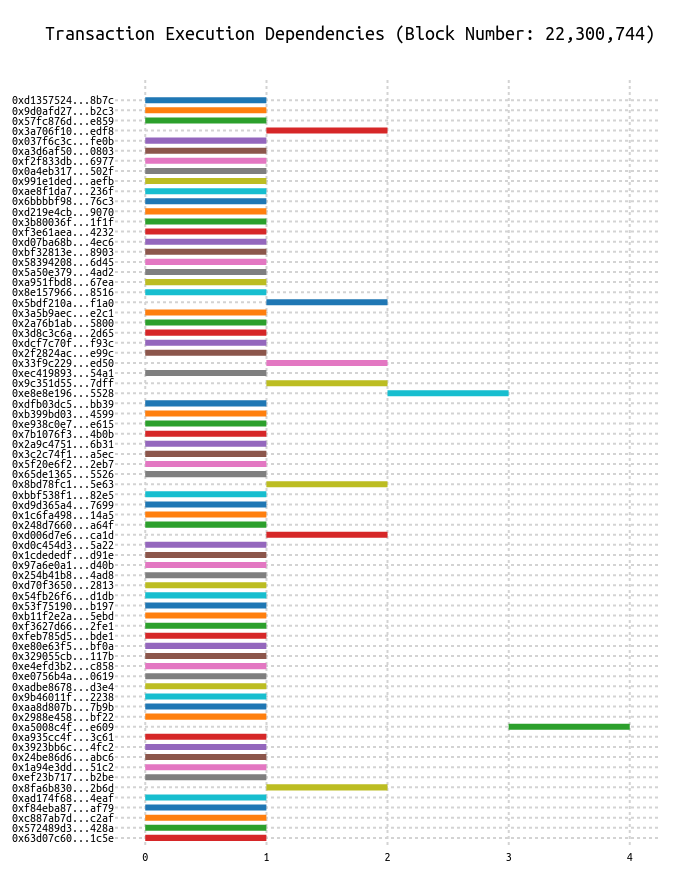 Transaction Execution Dependencies (Block Number: 22,300,744)
0xd1357524...8b7c
0x9d0afd27...b2c3
0x57fc876d...e859
0x3a706f10...edf8
0x037f6c3c...fe0b
0xa3d6af50...0803
0xf2f833db...6977
0x0a4eb317...502f
0x991e1ded...aefb
0xae8f1da7...236f
0x6bbbbf98...76c3
0xd219e4cb...9070
0x3b80036f...1f1f
0xf3e61aea...4232
0xd07ba68b...4ec6
0xbf32813e...8903
0x58394208...6d45
0x5a50e379...4ad2
0xa951fbd8...67ea
0x8e157966...8516
0x5bdf210a...f1a0
0x3a5b9aec...e2c1
0x2a76b1ab...5800
0x3d8c3c6a...2d65
0xdcf7c70f...f93c
0x2f2824ac...e99c
0x33f9c229...ed50
0xec419893...54a1
0x9c351d55...7dff
0xe8e8e196...5528
0xdfb03dc5...bb39
0xb399bd03...4599
0xe938c0e7...e615
0x7b1076f3...4b0b
0x2a9c4751...6b31
0x3c2c74f1...a5ec
0x5f20e6f2...2eb7
0x65de1365...5526
0x8bd78fc1...5e63
0xbbf538f1...82e5
0xd9d365a4...7699
0x1c6fa498...14a5
0x248d7660...a64f
0xd006d7e6...ca1d
0xd0c454d3...5a22
0x1cdededf...d91e
0x97a6e0a1...d40b
0x254b41b8...4ad8
0xd70f3650...2813
0x54fb26f6...d1db
0x53f75190...b197
0xb11f2e2a...5ebd
0xf3627d66...2fe1
0xfeb785d5...bde1
0xe80e63f5...bf0a
0x329055cb...117b
0xe4efd3b2...c858
0xe0756b4a...0619
0xadbe8678...d3e4
0x9b46011f...2238
0xaa8d807b...7b9b
0x2988e458...bf22
0xa5008c4f...e609
0xa935cc4f...3c61
0x3923bb6c...4fc2
0x24be86d6...abc6
0x1a94e3dd...51c2
0xef23b717...b2be
0x8fa6b830...2b6d
0xad174f68...4eaf
0xf84eba87...af79
0xc887ab7d...c2af
0x572489d3...428a
0x63d07c60...1c5e
0 1 2 3 4